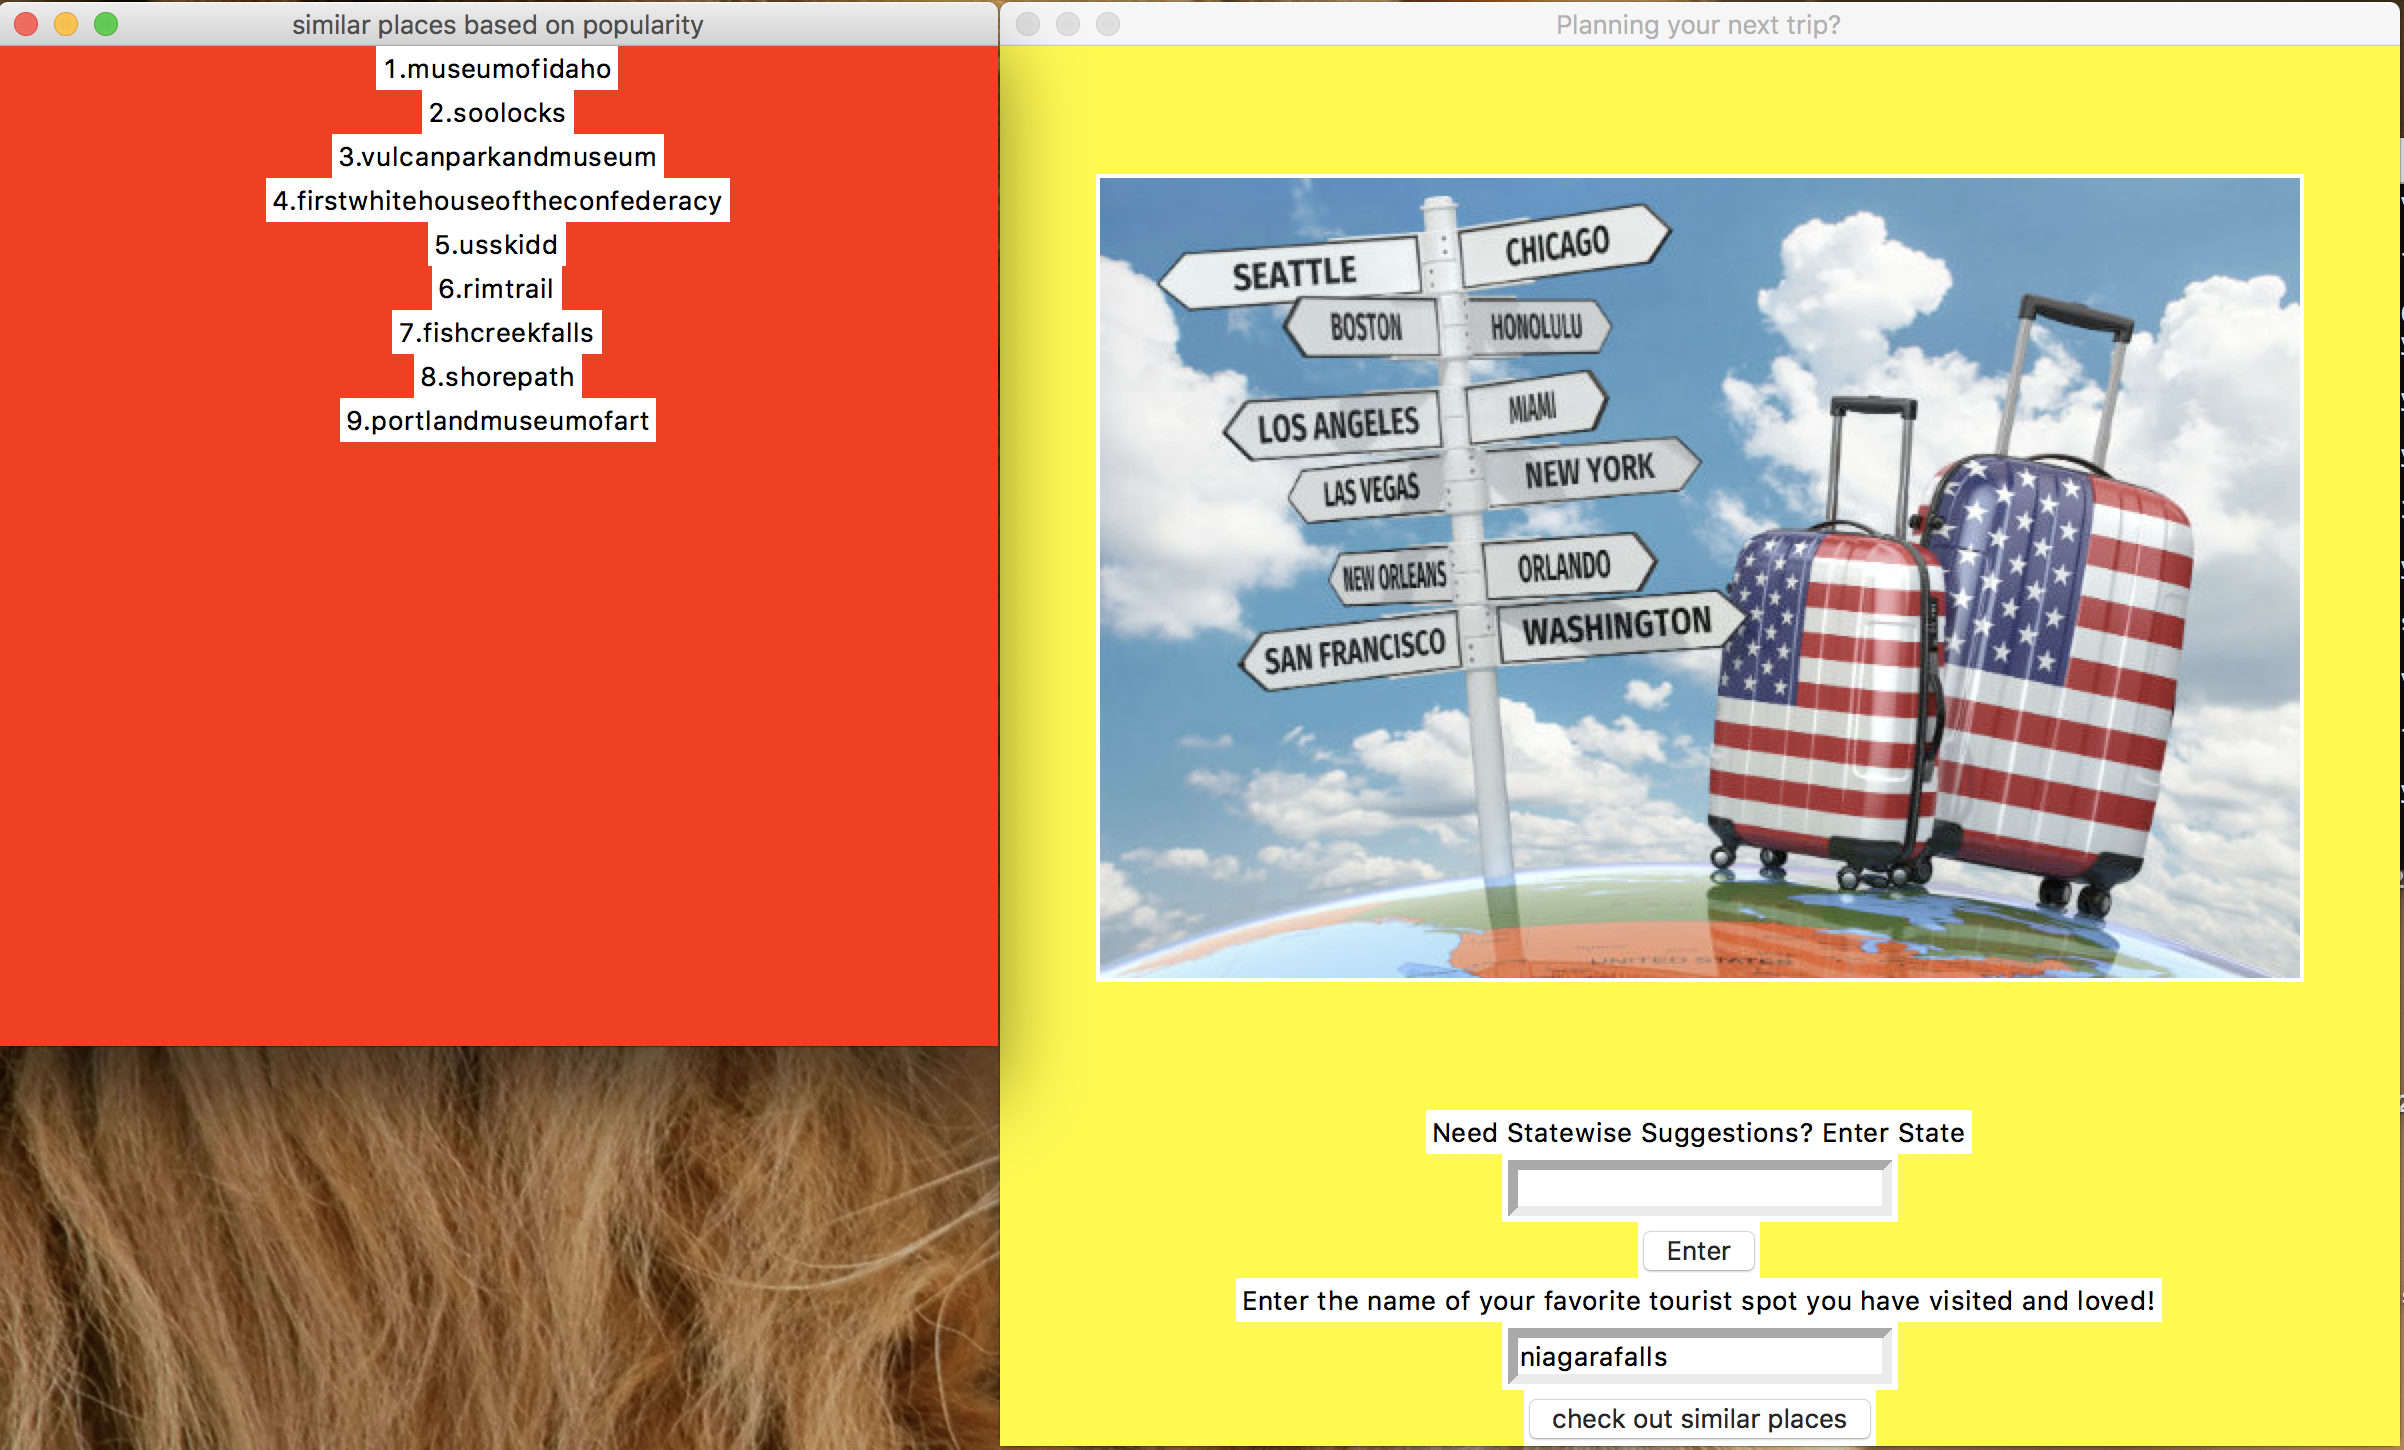 similar places based on popularity
1.museumofidaho
2.soolocks
3.vulcanparkandmuseum
4.firstwhitehouseoftheconfederacy
5.usskidd
6.rimtrail
7.fishcreekfalls
8.shorepath
9.portlandmuseumofart
Planning your next trip?
SEATTLE
CHICAGO
BOSTON
HONOLULU
LOS ANGELES
MIAMI
LAS VEGAS
NEW YORK
NEW ORLEANS
ORLANDO
SAN FRANCISCO
WASHINGTON
UNITED STATES
Need Statewise Suggestions? Enter State
Enter
Enter the name of your favorite tourist spot you have visited and loved!
niagarafalls
check out similar places